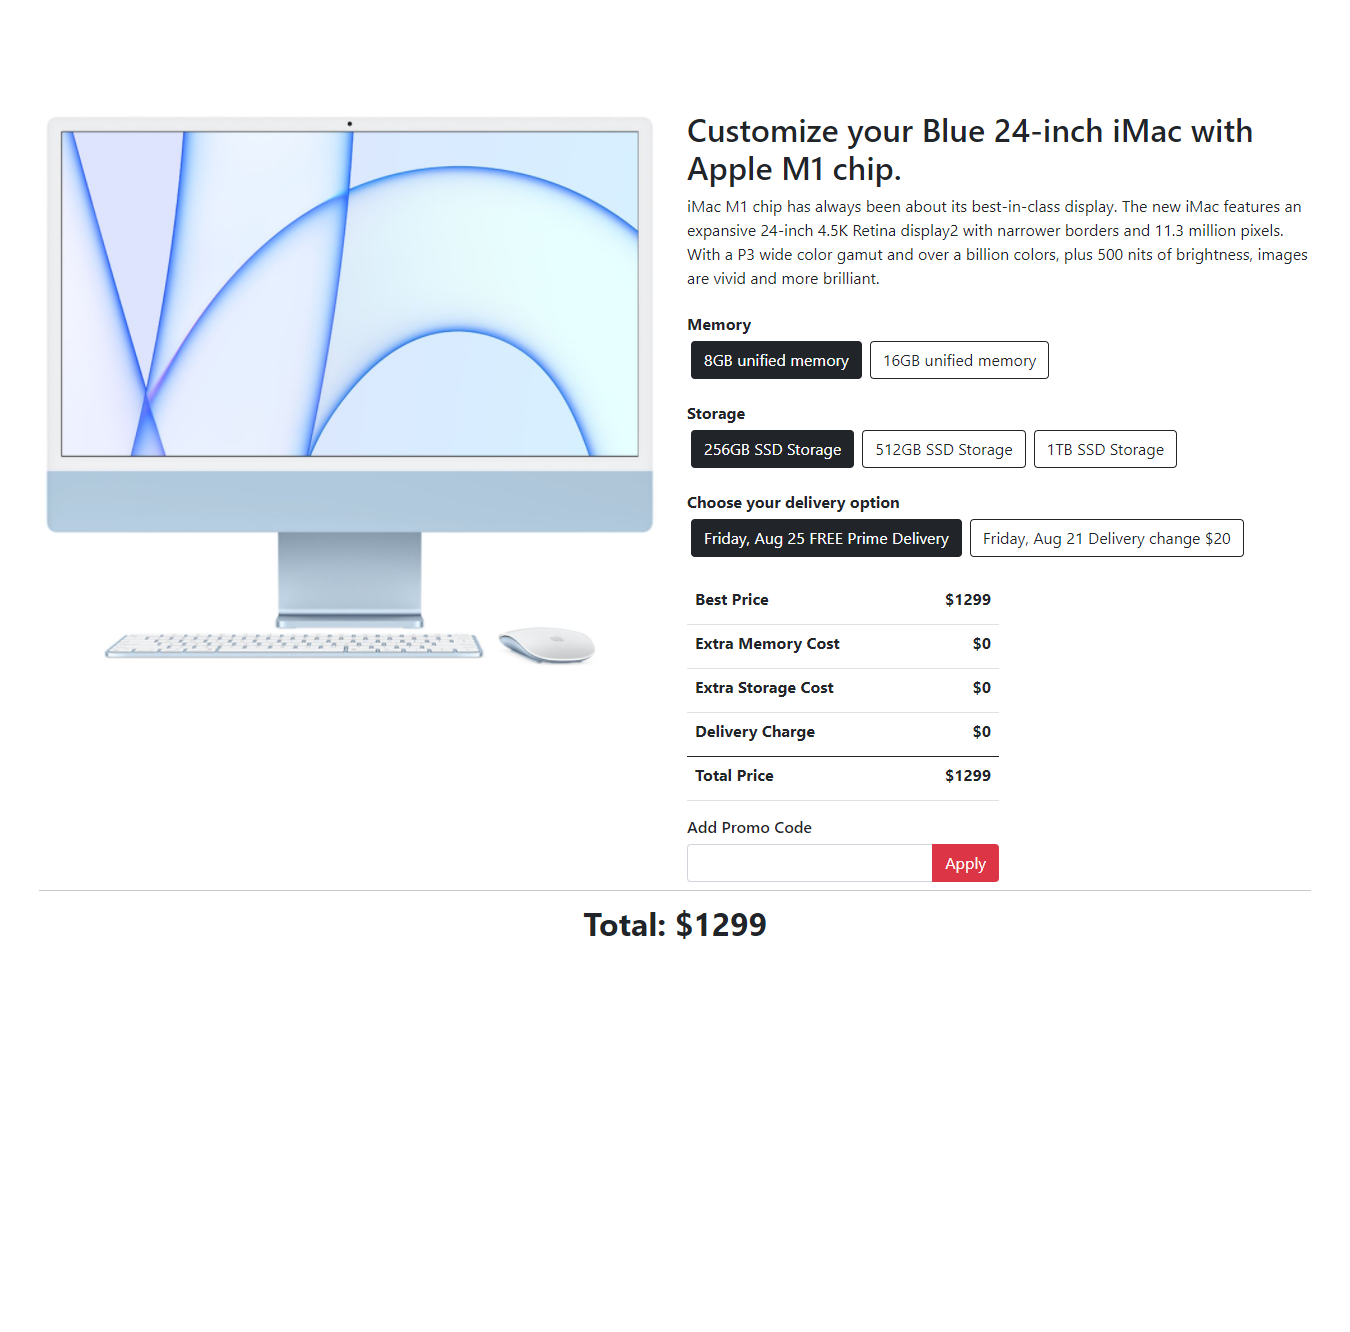 Customize your Blue 24-inch iMac with
Apple M1 chip.
iMac M1 chip has always been about its best-in-class display. The new iMac features an
expansive 24-inch 4.5K Retina display2 with narrower borders and 11.3 million pixels.
With a P3 wide color gamut and over a billion colors, plus 500 nits of brightness, images
are vivid and more brilliant.
Memory
8GB unified memory 16GB unified memory
Storage
256GB SSD Storage 512GB SSD Storage 1TB SSD Storage
Choose your delivery option
Friday, Aug 25 FREE Prime Delivery Friday, Aug 21 Delivery change $20
Best Price $1299
Extra Memory Cost $0
Extra Storage Cost $0
Delivery Charge $0
Total Price $1299
Add Promo Code
Apply
Total: $1299